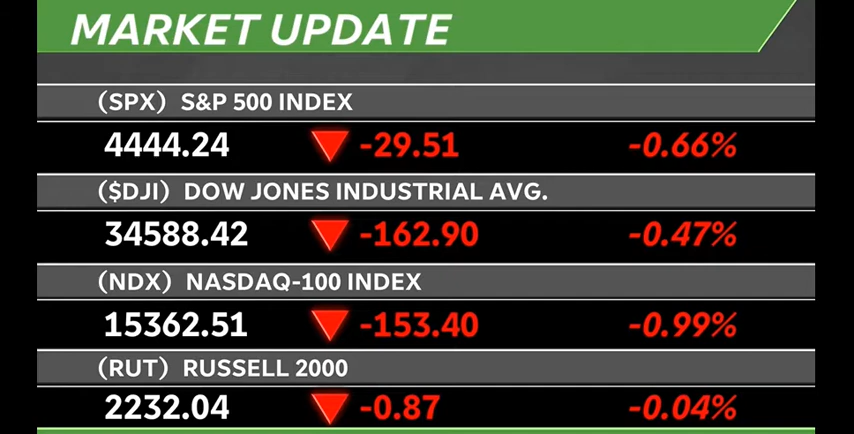 MARKET UPDATE
(SPX) S&P 500 INDEX
4444.24 ▼ -29.51 -0.66%
($DJI) DOW JONES INDUSTRIAL AVG.
34588.42 ▼ -162.90 -0.47%
(NDX) NASDAQ-100 INDEX
15362.51 ▼ -153.40 -0.99%
(RUT) RUSSELL 2000
2232.04 ▼ -0.87 -0.04%